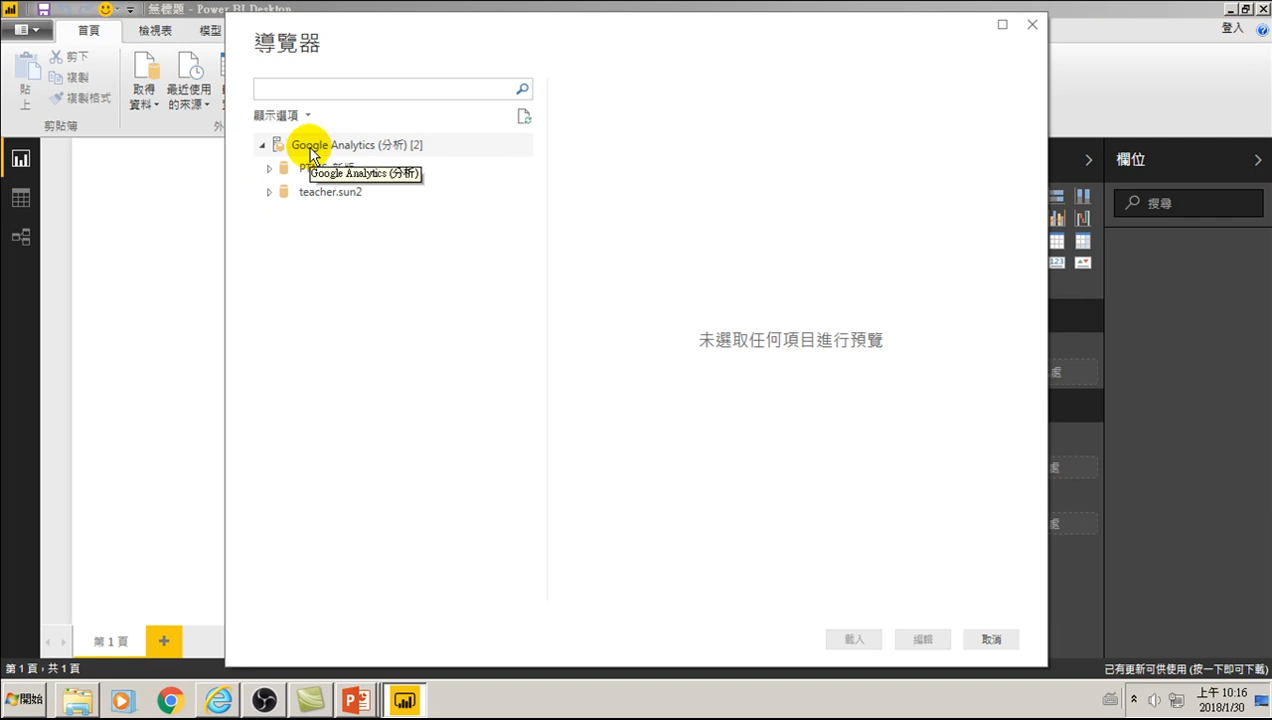 無標題 - Power BI Desktop
登入
首頁
檢視表
模型
剪下
複製
複製格式
貼上
剪貼簿
取得資料
最近使用的來源
導覽器
顯示選項
Google Analytics (分析) [2]
Google Analytics (分析)
teacher.sun2
未選取任何項目進行預覽
載入
編輯
取消
欄位
搜尋
123
處
處
處
第 1 頁
+
第 1 頁，共 1 頁
已有更新可供使用 (按一下即可下載)
開始
上午 10:16
2018/1/30